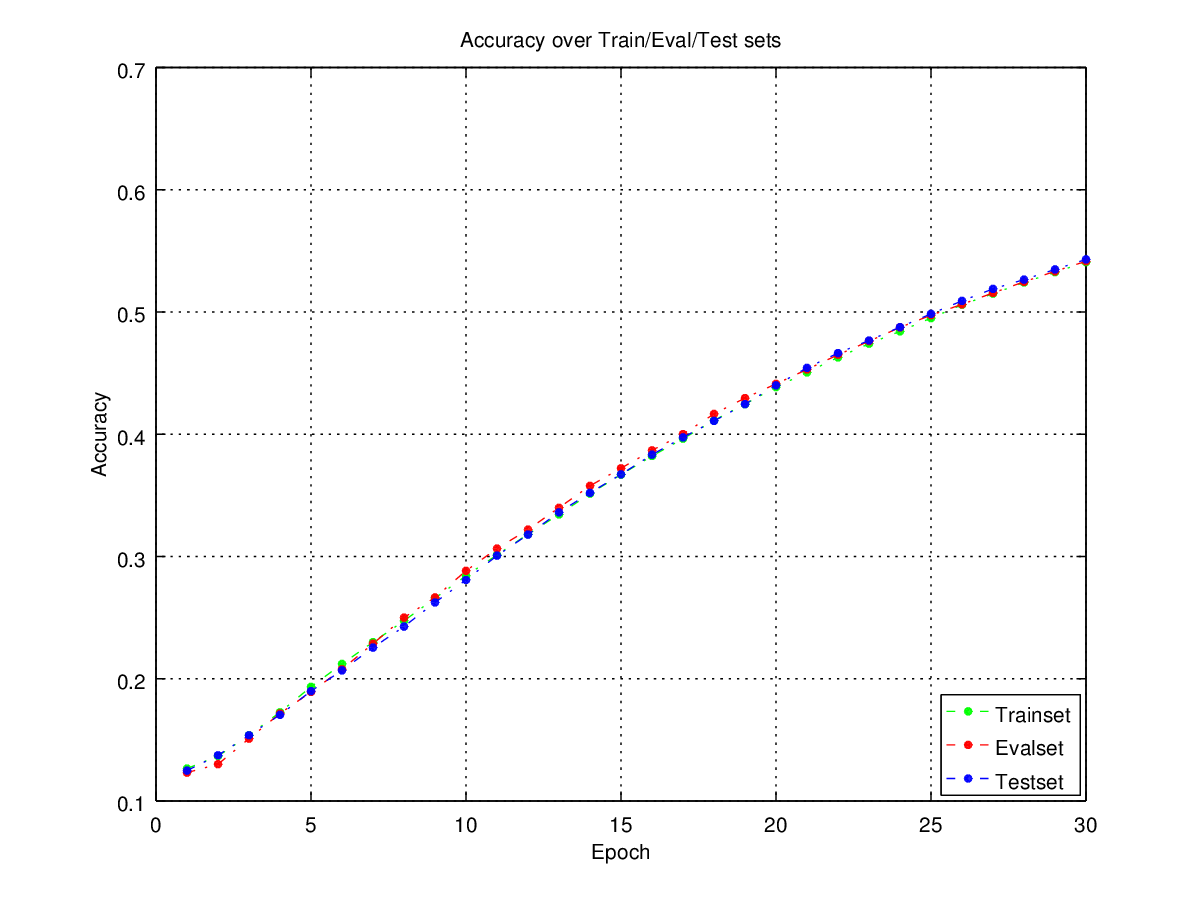 Accuracy over Train/Eval/Test sets
0.7
0.6
0.5
0.4
0.3
0.2
0.1
Accuracy
0 5 10 15 20 25 30
Epoch
Trainset
Evalset
Testset